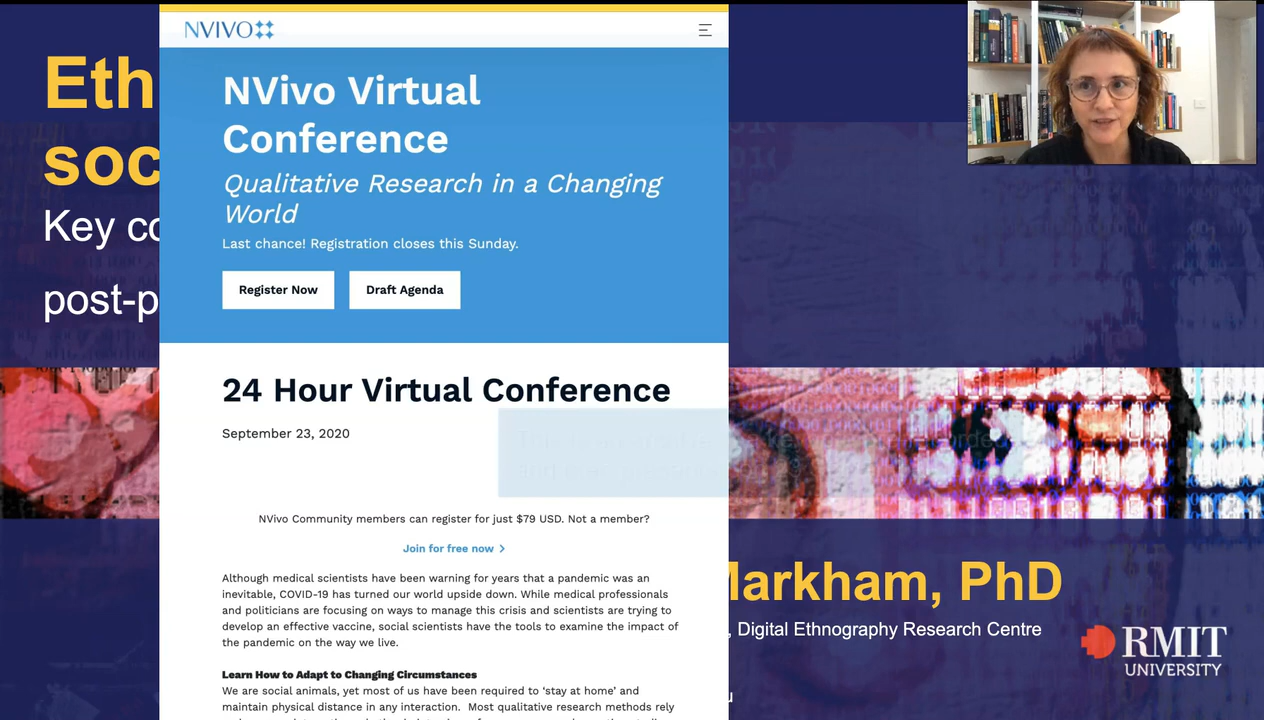 Eth
soc
Key co
post-p
NVIVO
NVivo Virtual
Conference
Qualitative Research in a Changing
World
Last chance! Registration closes this Sunday.
Register Now
Draft Agenda
24 Hour Virtual Conference
September 23, 2020
NVivo Community members can register for just $79 USD. Not a member?
Join for free now
Although medical scientists have been warning for years that a pandemic was an
inevitable, COVID-19 has turned our world upside down. While medical professionals
and politicians are focusing on ways to manage this crisis and scientists are trying to
develop an effective vaccine, social scientists have the tools to examine the impact of
the pandemic on the way we live.
Learn How to Adapt to Changing Circumstances
We are social animals, yet most of us have been required to ‘stay at home’ and
maintain physical distance in any interaction. Most qualitative research methods rely
Markham, PhD
, Digital Ethnography Research Centre
u
RMIT
UNIVERSITY